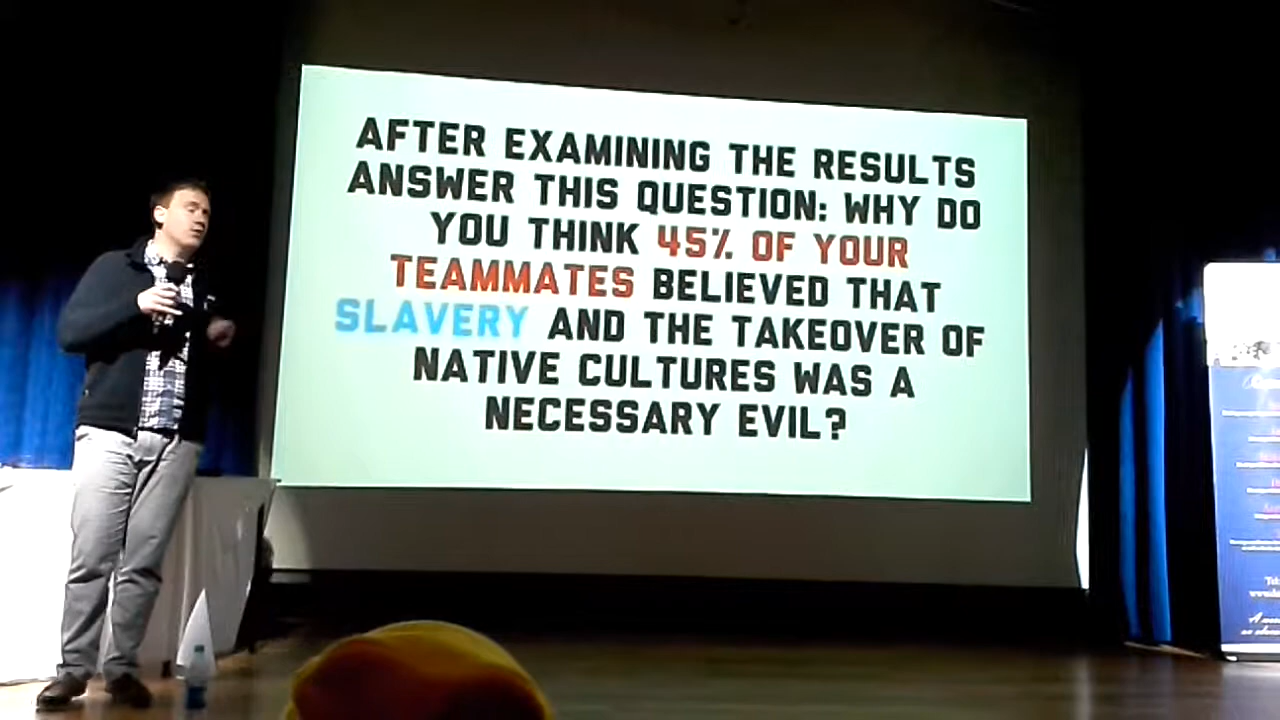 AFTER EXAMINING THE RESULTS
ANSWER THIS QUESTION: WHY DO
YOU THINK 45% OF YOUR
TEAMMATES BELIEVED THAT
SLAVERY AND THE TAKEOVER OF
NATIVE CULTURES WAS A
NECESSARY EVIL?